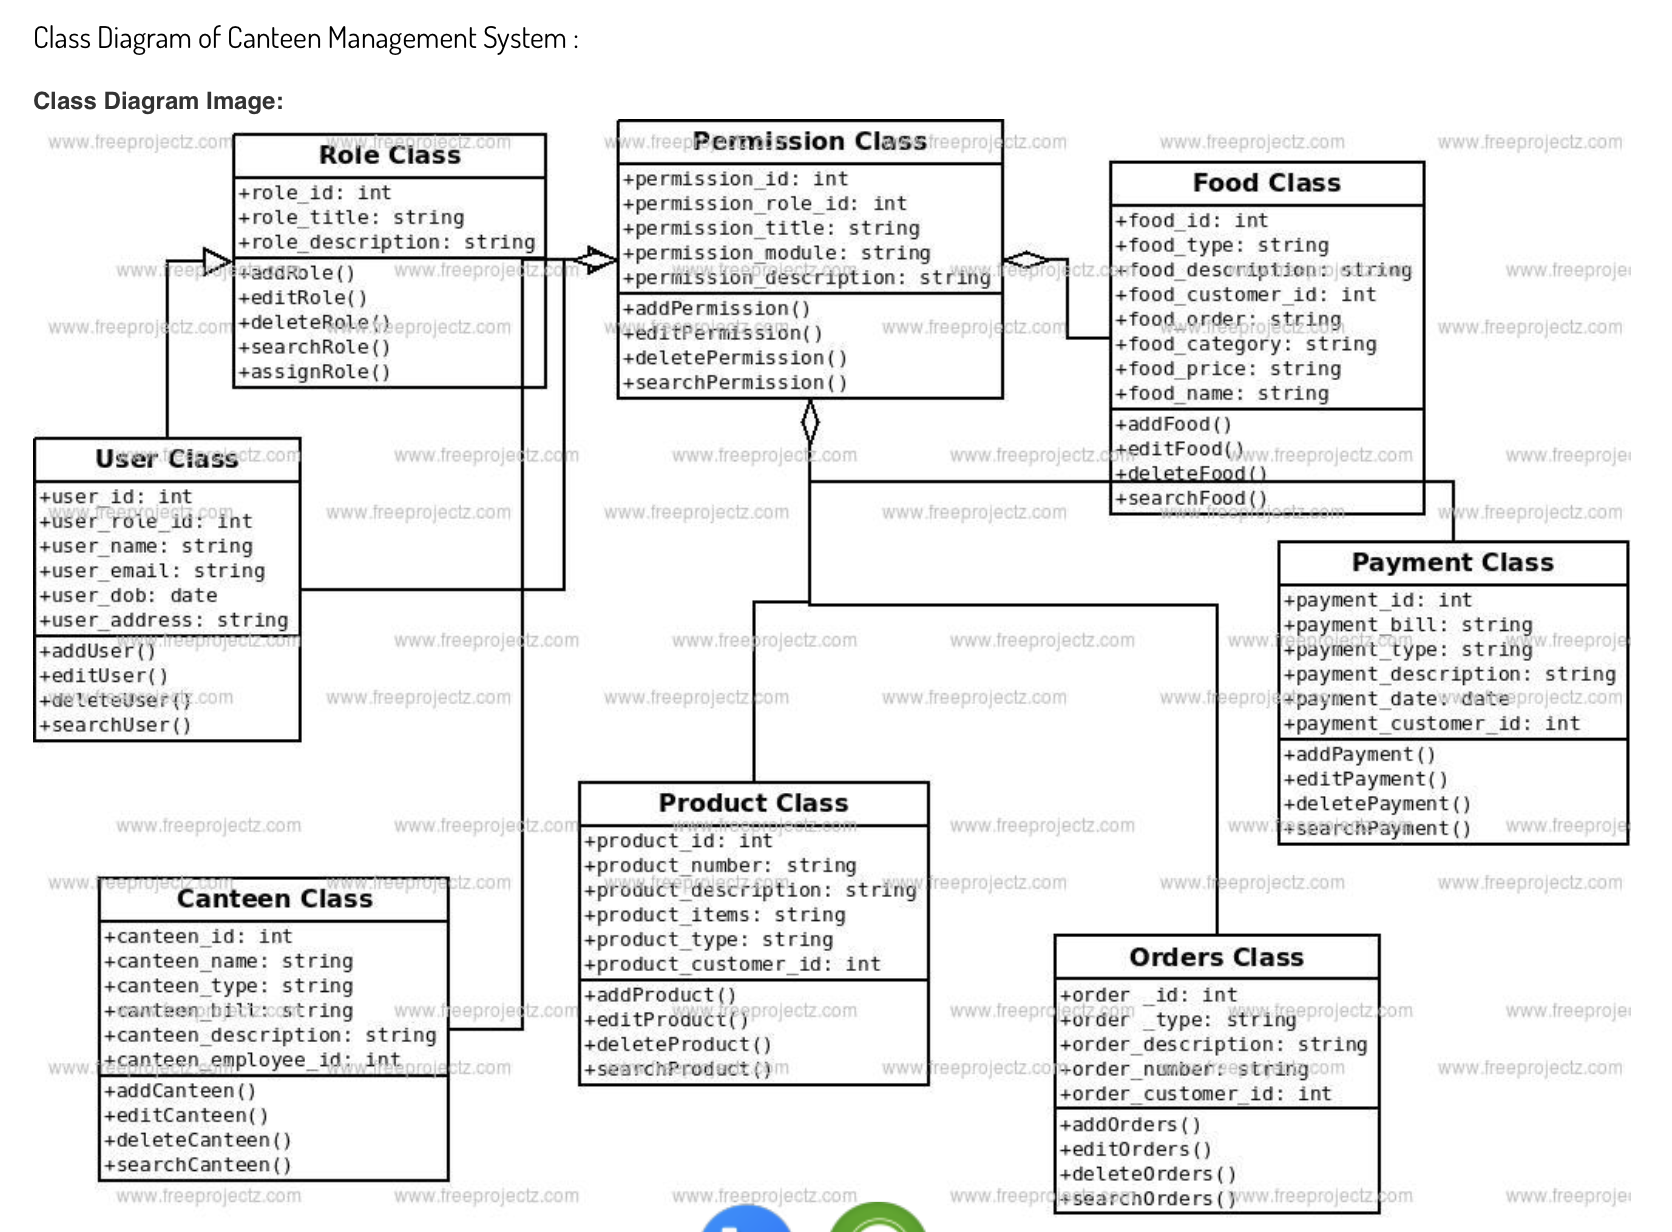 Class Diagram of Canteen Management System :
Class Diagram Image:
Role Class
+role_id: int
+role_title: string
+role_description: string
+addRole()
+editRole()
+deleteRole()
+searchRole()
+assignRole()
Permission Class
+permission_id: int
+permission_role_id: int
+permission_title: string
+permission_module: string
+permission_description: string
+addPermission()
+editPermission()
+deletePermission()
+searchPermission()
Food Class
+food_id: int
+food_type: string
+food_description: string
+food_customer_id: int
+food_order: string
+food_category: string
+food_price: string
+food_name: string
+addFood()
+editFood()
+deleteFood()
+searchFood()
User Class
+user_id: int
+user_role_id: int
+user_name: string
+user_email: string
+user_dob: date
+user_address: string
+addUser()
+editUser()
+deleteUser()
+searchUser()
Payment Class
+payment_id: int
+payment_bill: string
+payment_type: string
+payment_description: string
+payment_date: date
+payment_customer_id: int
+addPayment()
+editPayment()
+deletePayment()
+searchPayment()
Product Class
+product_id: int
+product_number: string
+product_description: string
+product_items: string
+product_type: string
+product_customer_id: int
+addProduct()
+editProduct()
+deleteProduct()
+searchProduct()
Canteen Class
+canteen_id: int
+canteen_name: string
+canteen_type: string
+canteen_bill: string
+canteen_description: string
+canteen_employee_id: int
+addCanteen()
+editCanteen()
+deleteCanteen()
+searchCanteen()
Orders Class
+order _id: int
+order _type: string
+order_description: string
+order_number: string
+order_customer_id: int
+addOrders()
+editOrders()
+deleteOrders()
+searchOrders()
www.freeprojectz.com